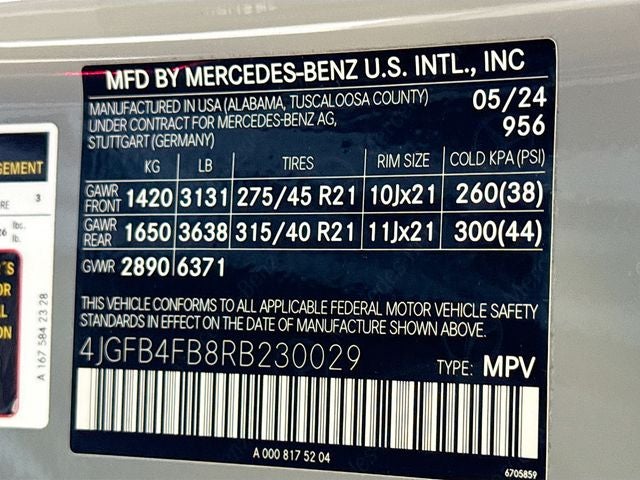 MFD BY MERCEDES-BENZ U.S. INTL., INC
MANUFACTURED IN USA (ALABAMA, TUSCALOOSA COUNTY) 05/24
UNDER CONTRACT FOR MERCEDES-BENZ AG, 956
STUTTGART (GERMANY)
KG LB TIRES RIM SIZE COLD KPA (PSI)
GAWR FRONT 1420 3131 275/45 R21 10Jx21 260(38)
GAWR REAR 1650 3638 315/40 R21 11Jx21 300(44)
GVWR 2890 6371
THIS VEHICLE CONFORMS TO ALL APPLICABLE FEDERAL MOTOR VEHICLE SAFETY
STANDARDS IN EFFECT ON THE DATE OF MANUFACTURE SHOWN ABOVE.
4JGFB4FB8RB230029 TYPE: MPV
A 000 817 52 04
6705859
GEMENT
3
lbs.
lb.
A 167 584 23 28